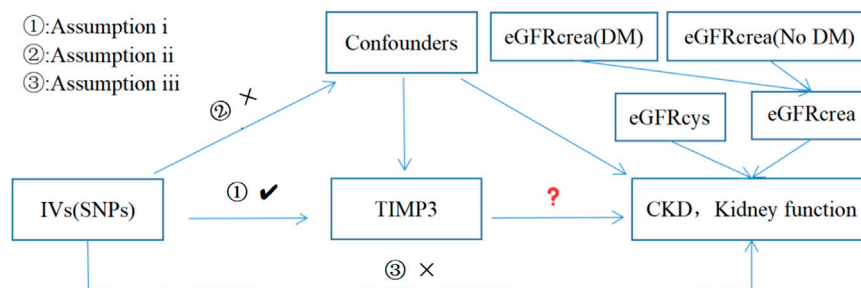 ①:Assumption i
②:Assumption ii
③:Assumption iii
Confounders
eGFRcrea(DM)
eGFRcrea(No DM)
② ×
eGFRcys
eGFRcrea
IVs(SNPs)
① ✔
TIMP3
?
CKD，Kidney function
③ ×